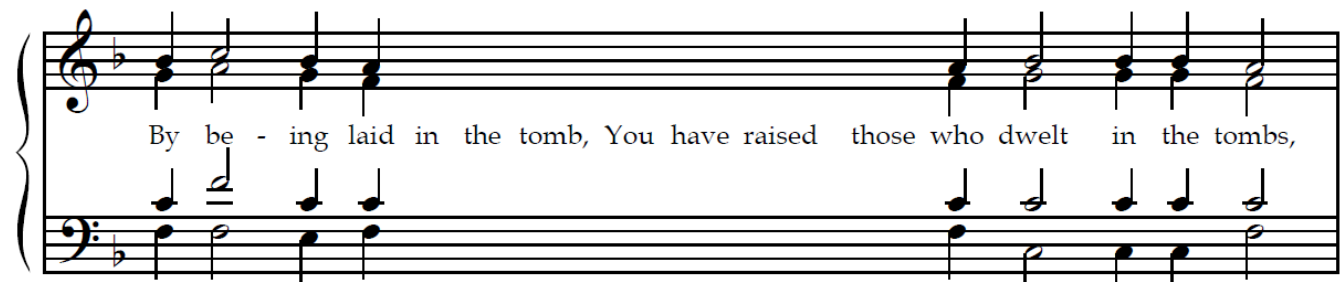 By be - ing laid in the tomb, You have raised those who dwelt in the tombs,